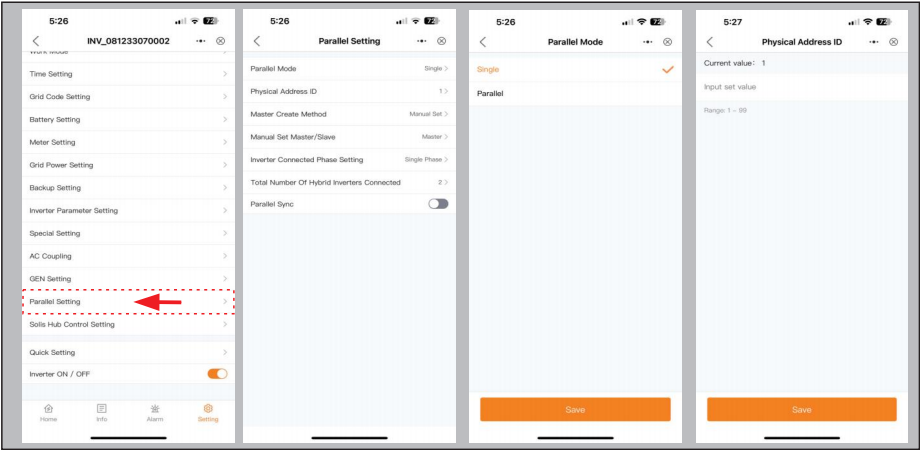 5:26
72
INV_081233070002
Work Mode
Time Setting
Grid Code Setting
Battery Setting
Meter Setting
Grid Power Setting
Backup Setting
Inverter Parameter Setting
Special Setting
AC Coupling
GEN Setting
Parallel Setting
Solis Hub Control Setting
Quick Setting
Inverter ON / OFF
Home
Info
Alarm
Setting
5:26
72
Parallel Setting
Parallel Mode Single
Physical Address ID 1
Master Create Method Manual Set
Manual Set Master/Slave Master
Inverter Connected Phase Setting Single Phase
Total Number Of Hybrid Inverters Connected 2
Parallel Sync
5:26
72
Parallel Mode
Single
Parallel
Save
5:27
72
Physical Address ID
Current value: 1
Input set value
Range: 1 ~ 99
Save